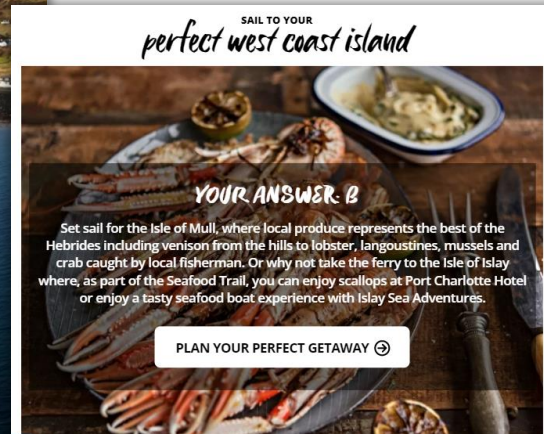 SAIL TO YOUR
perfect west coast island
YOUR ANSWER: B
Set sail for the Isle of Mull, where local produce represents the best of the
Hebrides including venison from the hills to lobster, langoustines, mussels and
crab caught by local fisherman. Or why not take the ferry to the Isle of Islay
where, as part of the Seafood Trail, you can enjoy scallops at Port Charlotte Hotel
or enjoy a tasty seafood boat experience with Islay Sea Adventures.
PLAN YOUR PERFECT GETAWAY